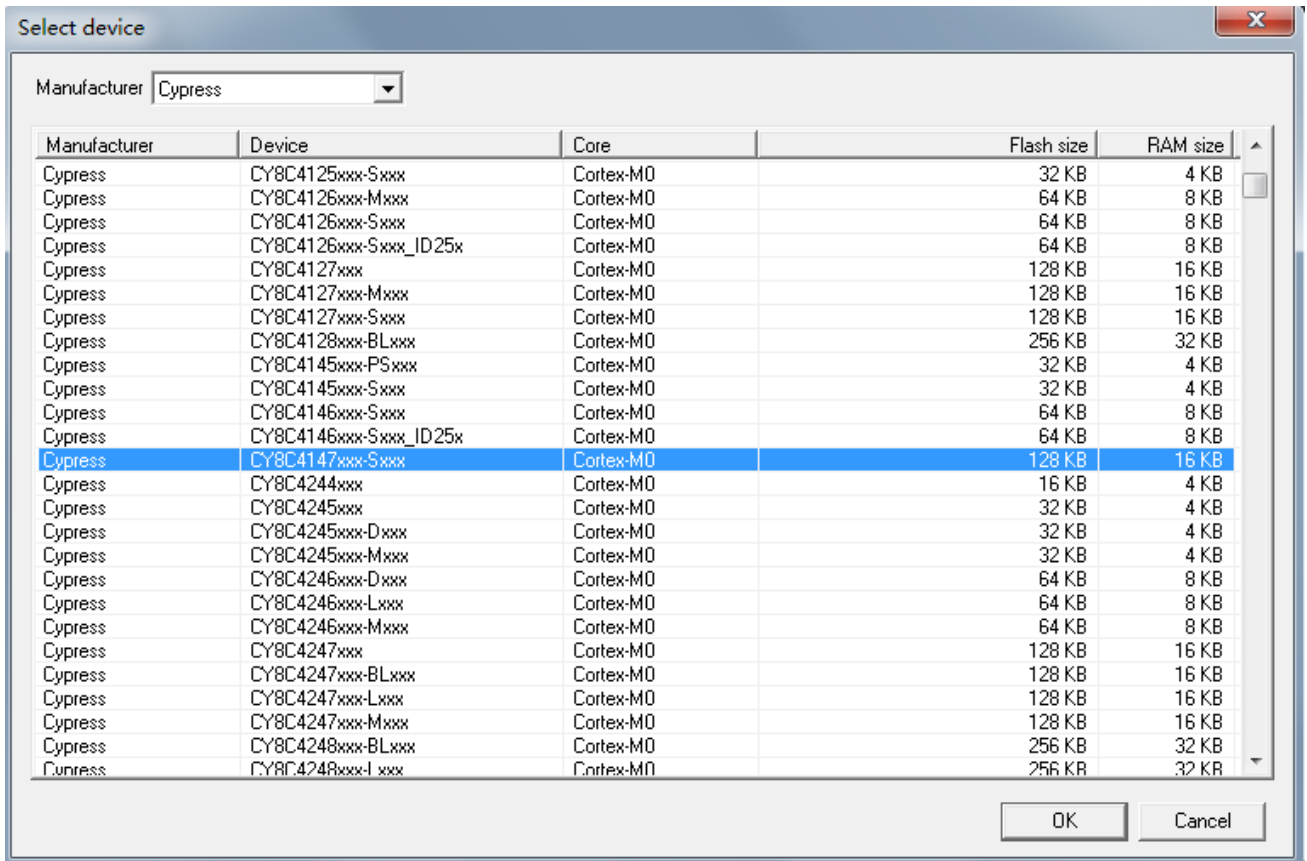 Select device
Manufacturer Cypress
Manufacturer Device Core Flash size RAM size
Cypress CY8C4125xxx-Sxxx Cortex-M0 32 KB 4 KB
Cypress CY8C4126xxx-Mxxx Cortex-M0 64 KB 8 KB
Cypress CY8C4126xxx-Sxxx Cortex-M0 64 KB 8 KB
Cypress CY8C4126xxx-Sxxx_ID25x Cortex-M0 64 KB 8 KB
Cypress CY8C4127xxx Cortex-M0 128 KB 16 KB
Cypress CY8C4127xxx-Mxxx Cortex-M0 128 KB 16 KB
Cypress CY8C4127xxx-Sxxx Cortex-M0 128 KB 16 KB
Cypress CY8C4128xxx-BLxxx Cortex-M0 256 KB 32 KB
Cypress CY8C4145xxx-PSxxx Cortex-M0 32 KB 4 KB
Cypress CY8C4145xxx-Sxxx Cortex-M0 32 KB 4 KB
Cypress CY8C4146xxx-Sxxx Cortex-M0 64 KB 8 KB
Cypress CY8C4146xxx-Sxxx_ID25x Cortex-M0 64 KB 8 KB
Cypress CY8C4147xxx-Sxxx Cortex-M0 128 KB 16 KB
Cypress CY8C4244xxx Cortex-M0 16 KB 4 KB
Cypress CY8C4245xxx Cortex-M0 32 KB 4 KB
Cypress CY8C4245xxx-Dxxx Cortex-M0 32 KB 4 KB
Cypress CY8C4245xxx-Mxxx Cortex-M0 32 KB 4 KB
Cypress CY8C4246xxx-Dxxx Cortex-M0 64 KB 8 KB
Cypress CY8C4246xxx-Lxxx Cortex-M0 64 KB 8 KB
Cypress CY8C4246xxx-Mxxx Cortex-M0 64 KB 8 KB
Cypress CY8C4247xxx Cortex-M0 128 KB 16 KB
Cypress CY8C4247xxx-BLxxx Cortex-M0 128 KB 16 KB
Cypress CY8C4247xxx-Lxxx Cortex-M0 128 KB 16 KB
Cypress CY8C4247xxx-Mxxx Cortex-M0 128 KB 16 KB
Cypress CY8C4248xxx-BLxxx Cortex-M0 256 KB 32 KB
Cypress CY8C4248xxx-Lxxx Cortex-M0 256 KB 32 KB
OK Cancel